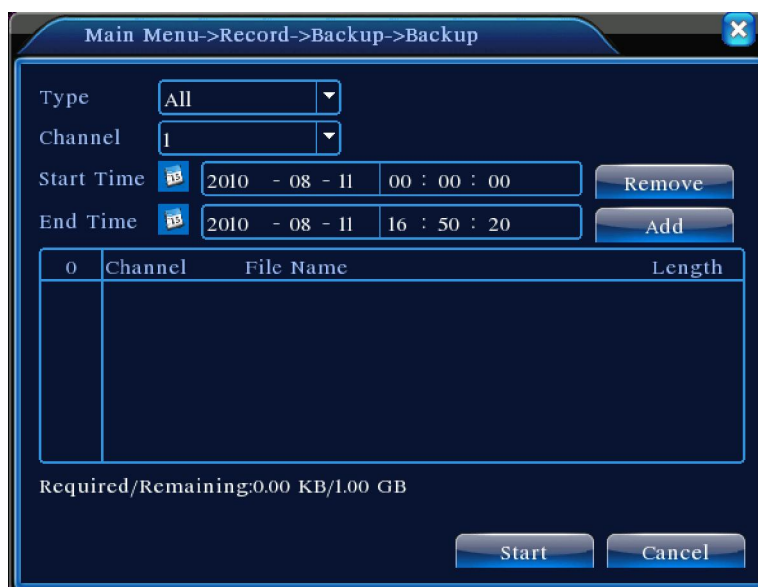 Main Menu->Record->Backup->Backup
Type All
Channel 1
Start Time 15 2010 - 08 - 11 00 : 00 : 00 Remove
End Time 15 2010 - 08 - 11 16 : 50 : 20 Add
0 Channel File Name Length
Required/Remaining:0.00 KB/1.00 GB
Start Cancel